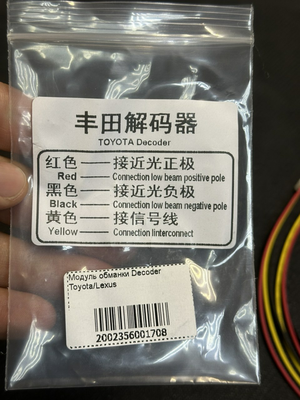 丰田解码器
TOYOTA Decoder
红色——接近光正极
Red —— Connection low beam positive pole
黑色——接近光负极
Black —— Connection low beam negative pole
黄色——接信号线
Yellow —— Connection linterconnect
Модуль обманки Decoder
Toyota/Lexus
2002356001708